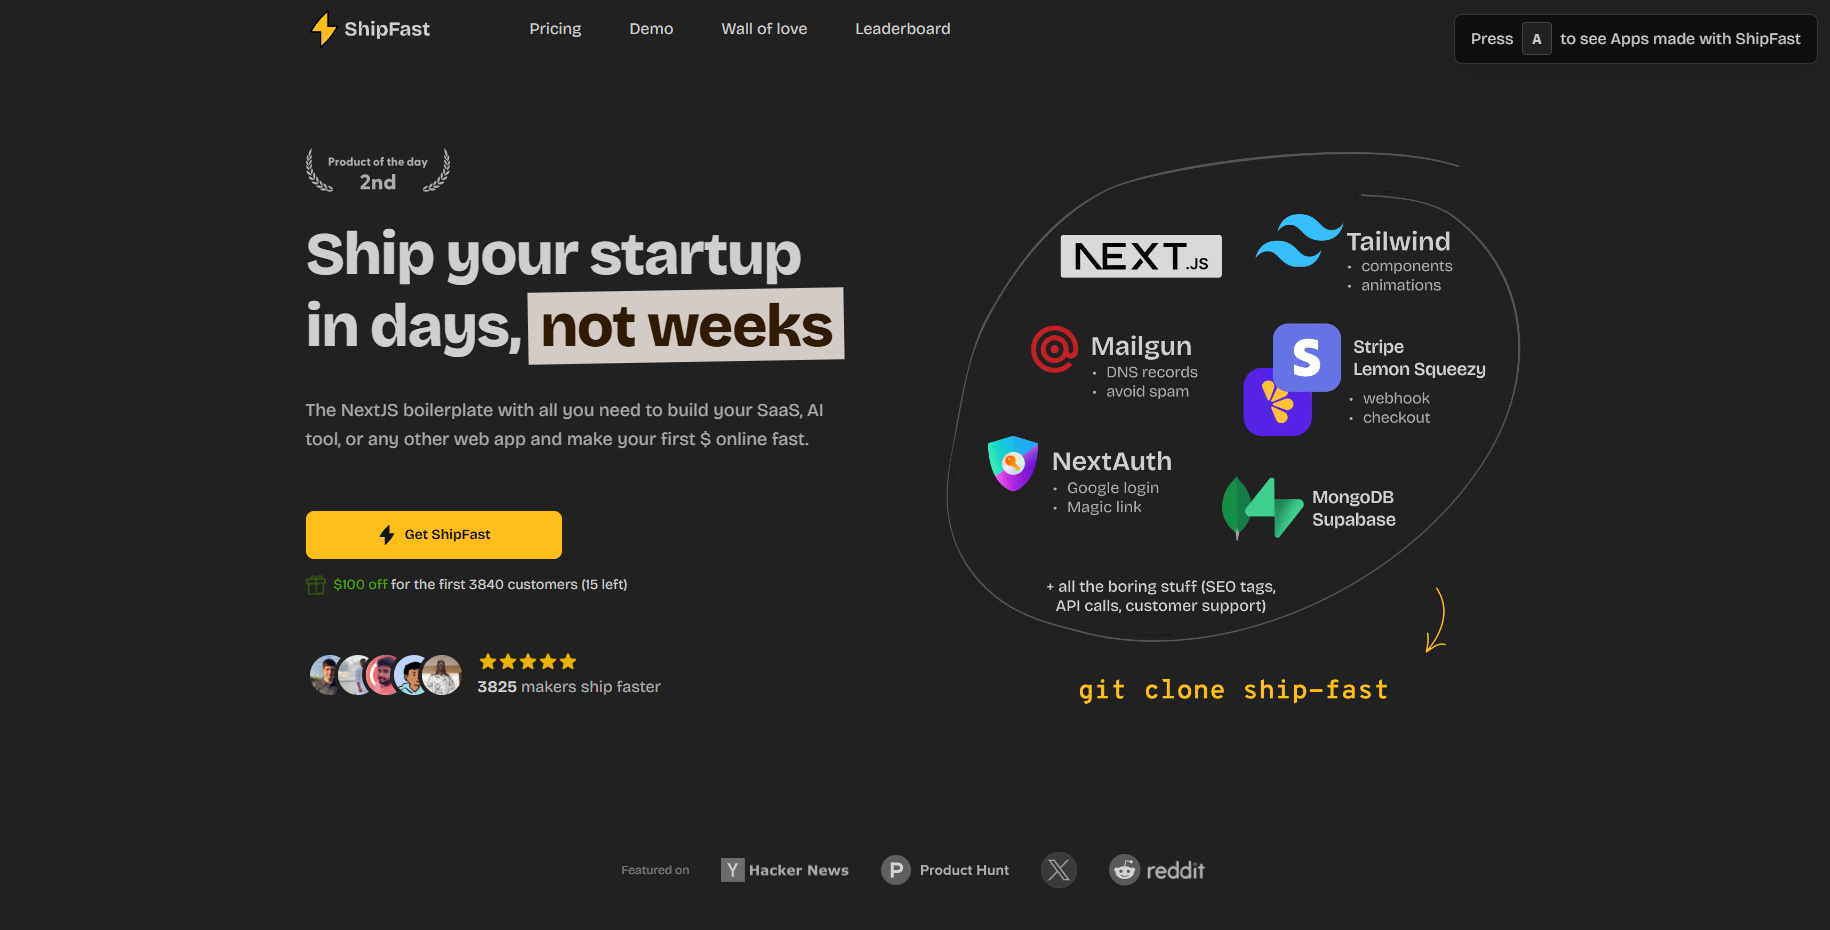 ShipFast
Pricing
Demo
Wall of love
Leaderboard
Press A to see Apps made with ShipFast
Product of the day
2nd
Ship your startup
in days, not weeks
The NextJS boilerplate with all you need to build your SaaS, AI
tool, or any other web app and make your first $ online fast.
Get ShipFast
$100 off for the first 3840 customers (15 left)
3825 makers ship faster
NEXT.JS
Tailwind
• components
• animations
Mailgun
• DNS records
• avoid spam
S
Stripe
Lemon Squeezy
• webhook
• checkout
NextAuth
• Google login
• Magic link
MongoDB
Supabase
+ all the boring stuff (SEO tags,
API calls, customer support)
git clone ship-fast
Featured on
Y Hacker News
P Product Hunt
X
reddit